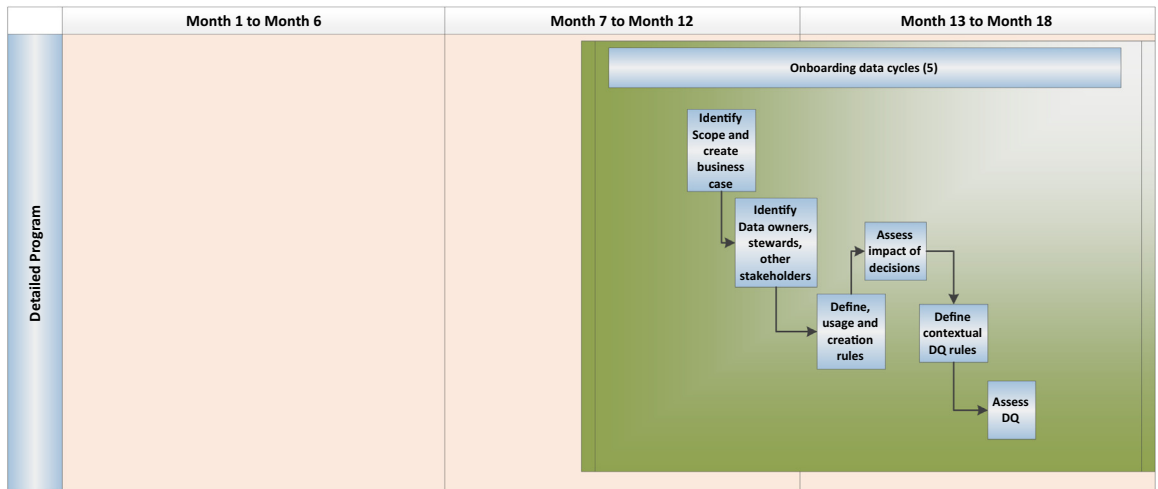 Month 1 to Month 6
Month 7 to Month 12
Month 13 to Month 18
Detailed Program
Onboarding data cycles (5)
Identify
Scope and
create
business
case
Identify
Data owners,
stewards,
other
stakeholders
Define,
usage and
creation
rules
Assess
impact of
decisions
Define
contextual
DQ rules
Assess
DQ